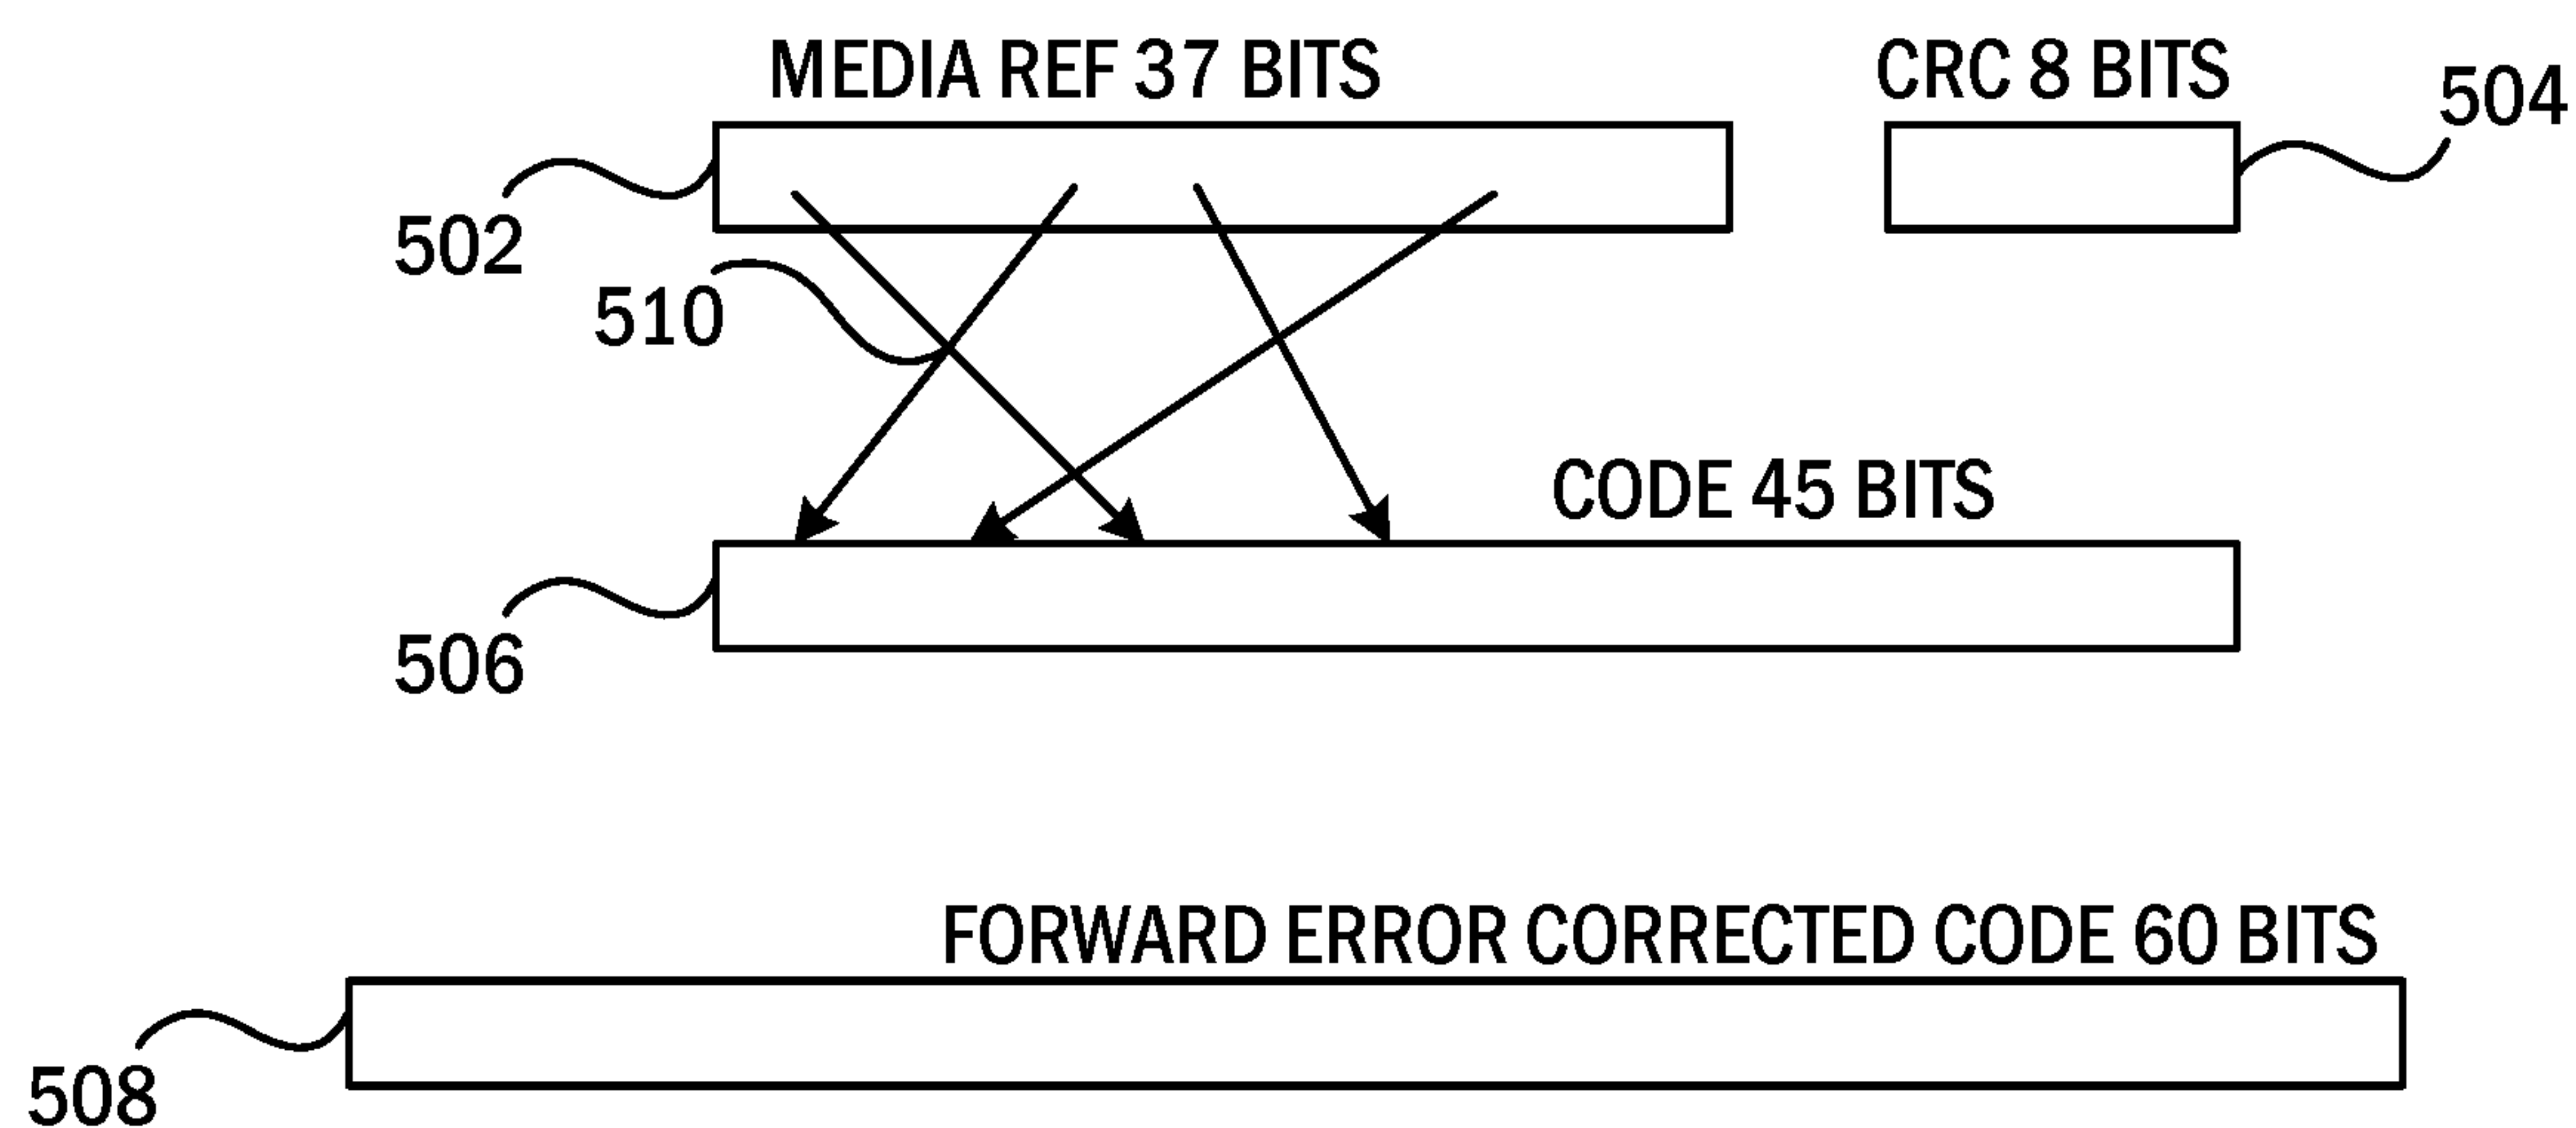 MEDIA REF 37 BITS
CRC 8 BITS
504
502
510
CODE 45 BITS
506
FORWARD ERROR CORRECTED CODE 60 BITS
508